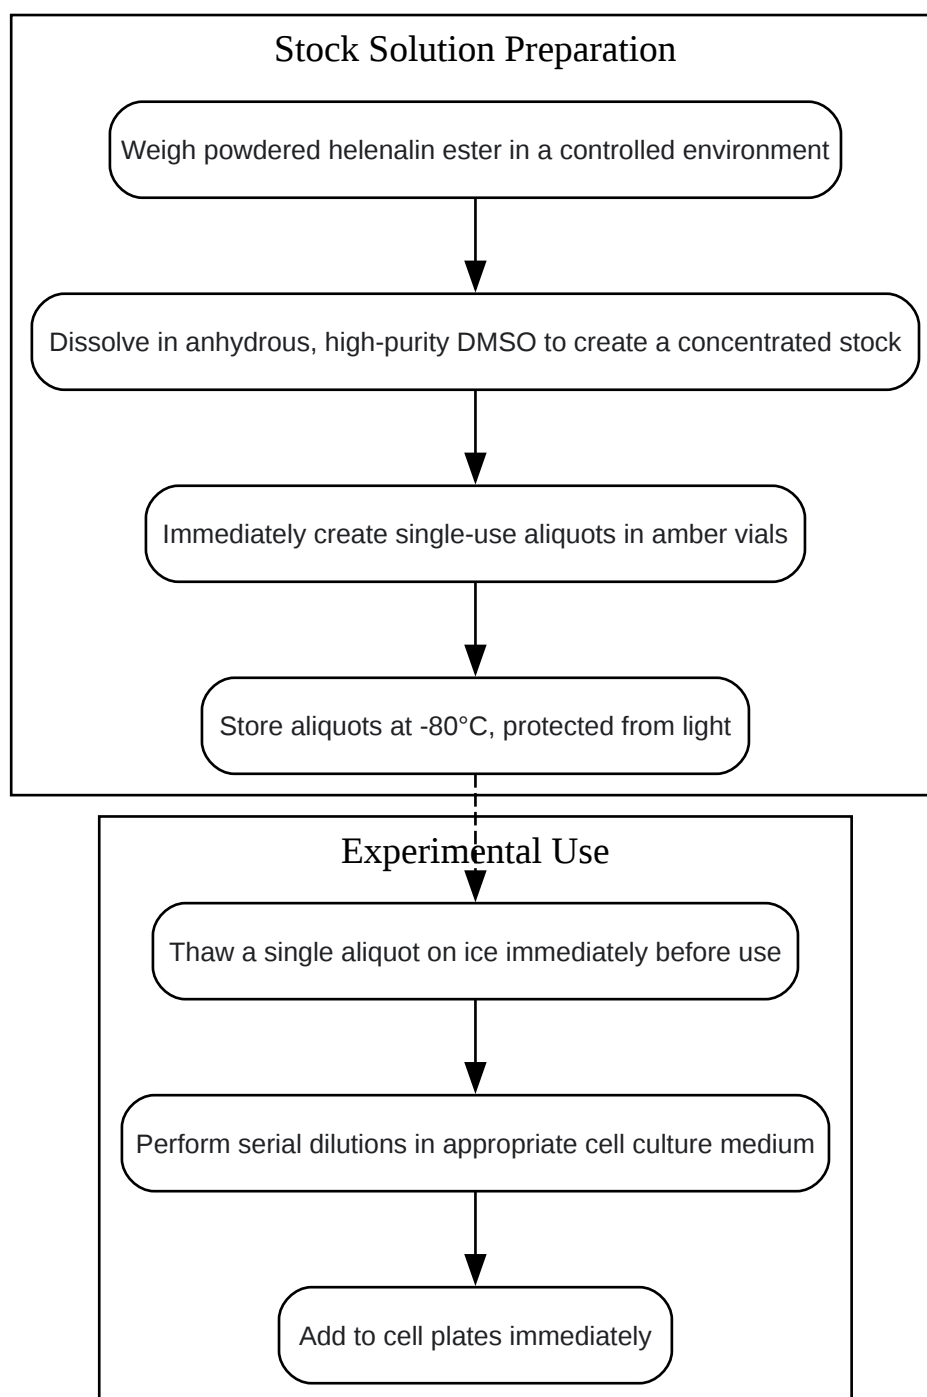 Stock Solution Preparation
Weigh powdered helenalin ester in a controlled environment
Dissolve in anhydrous, high-purity DMSO to create a concentrated stock
Immediately create single-use aliquots in amber vials
Store aliquots at -80°C, protected from light
Experimental Use
Thaw a single aliquot on ice immediately before use
Perform serial dilutions in appropriate cell culture medium
Add to cell plates immediately